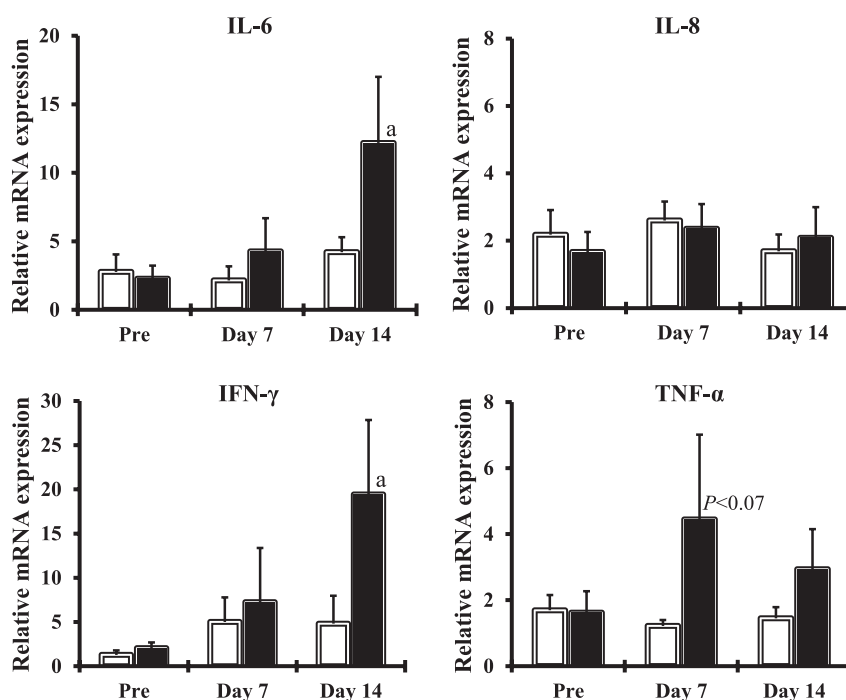 IL-6
Relative mRNA expression
20
15
10
5
0
a
Pre Day 7 Day 14
IL-8
Relative mRNA expression
8
6
4
2
0
Pre Day 7 Day 14
IFN-γ
Relative mRNA expression
30
25
20
15
10
5
0
a
Pre Day 7 Day 14
TNF-α
Relative mRNA expression
8
6
4
2
0
P<0.07
Pre Day 7 Day 14